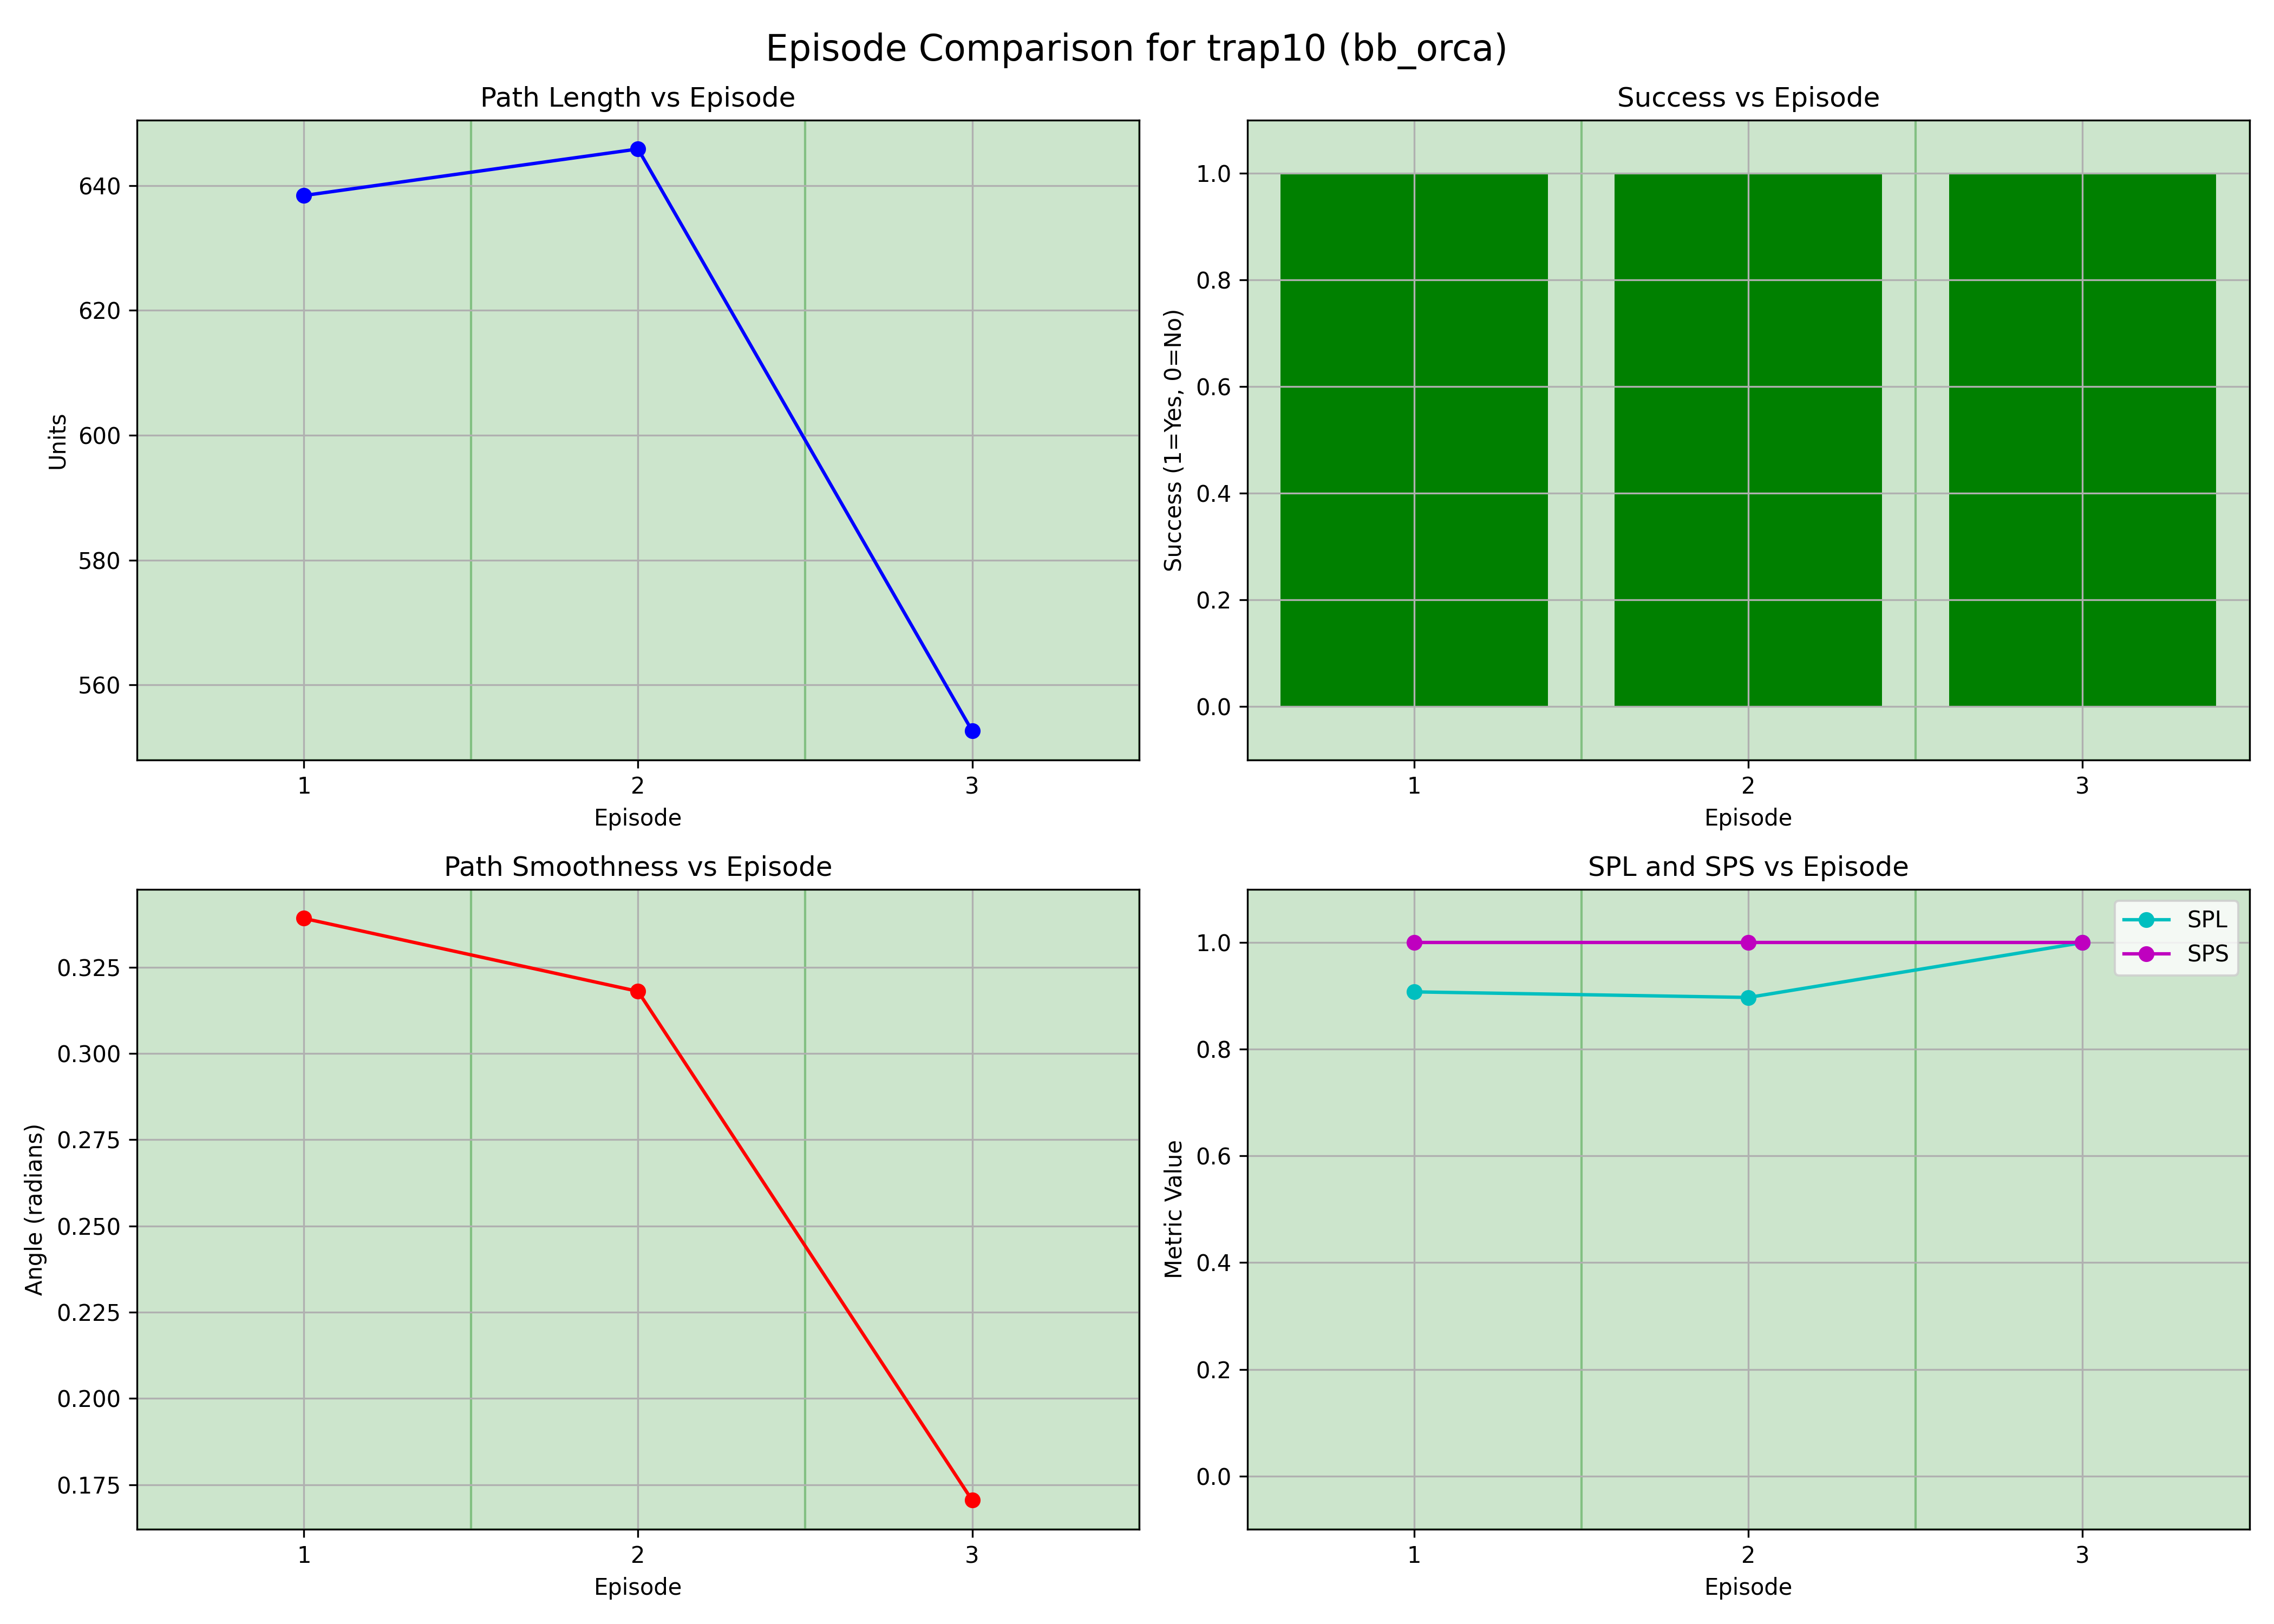 Episode Comparison for trap10 (bb_orca)
Path Length vs Episode
Units
640
620
600
580
560
1
2
3
Episode
Success vs Episode
Success (1=Yes, 0=No)
1.0
0.8
0.6
0.4
0.2
0.0
1
2
3
Episode
Path Smoothness vs Episode
Angle (radians)
0.325
0.300
0.275
0.250
0.225
0.200
0.175
1
2
3
Episode
SPL and SPS vs Episode
Metric Value
1.0
0.8
0.6
0.4
0.2
0.0
SPL
SPS
1
2
3
Episode